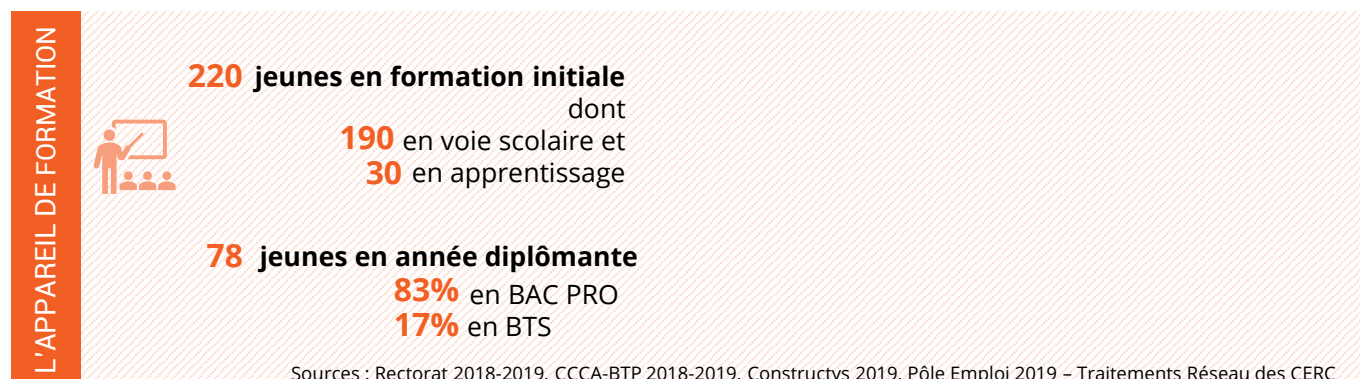 L'APPAREIL DE FORMATION
220 jeunes en formation initiale
dont
190 en voie scolaire et
30 en apprentissage
78 jeunes en année diplômante
83% en BAC PRO
17% en BTS
Sources : Rectorat 2018-2019, CCCA-BTP 2018-2019, Constructys 2019, Pôle Emploi 2019 – Traitements Réseau des CERC